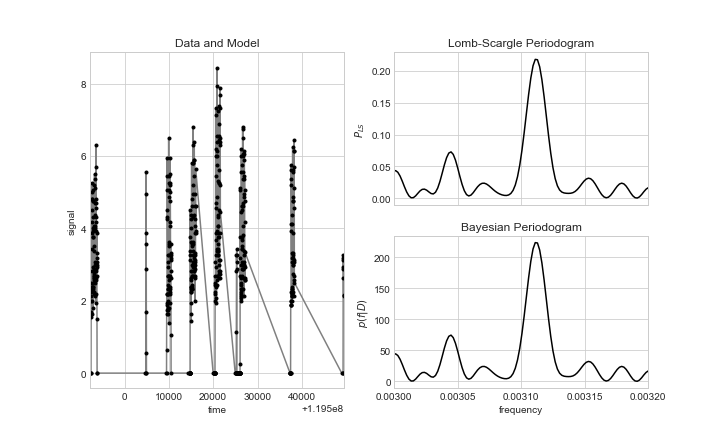 Data and Model
8
6
4
2
0
signal
0
10000
20000
30000
40000
time
+1.195e8
Lomb-Scargle Periodogram
0.20
0.15
0.10
0.05
0.00
P_LS
Bayesian Periodogram
200
150
100
50
0
p(f|D)
0.00300
0.00305
0.00310
0.00315
0.00320
frequency